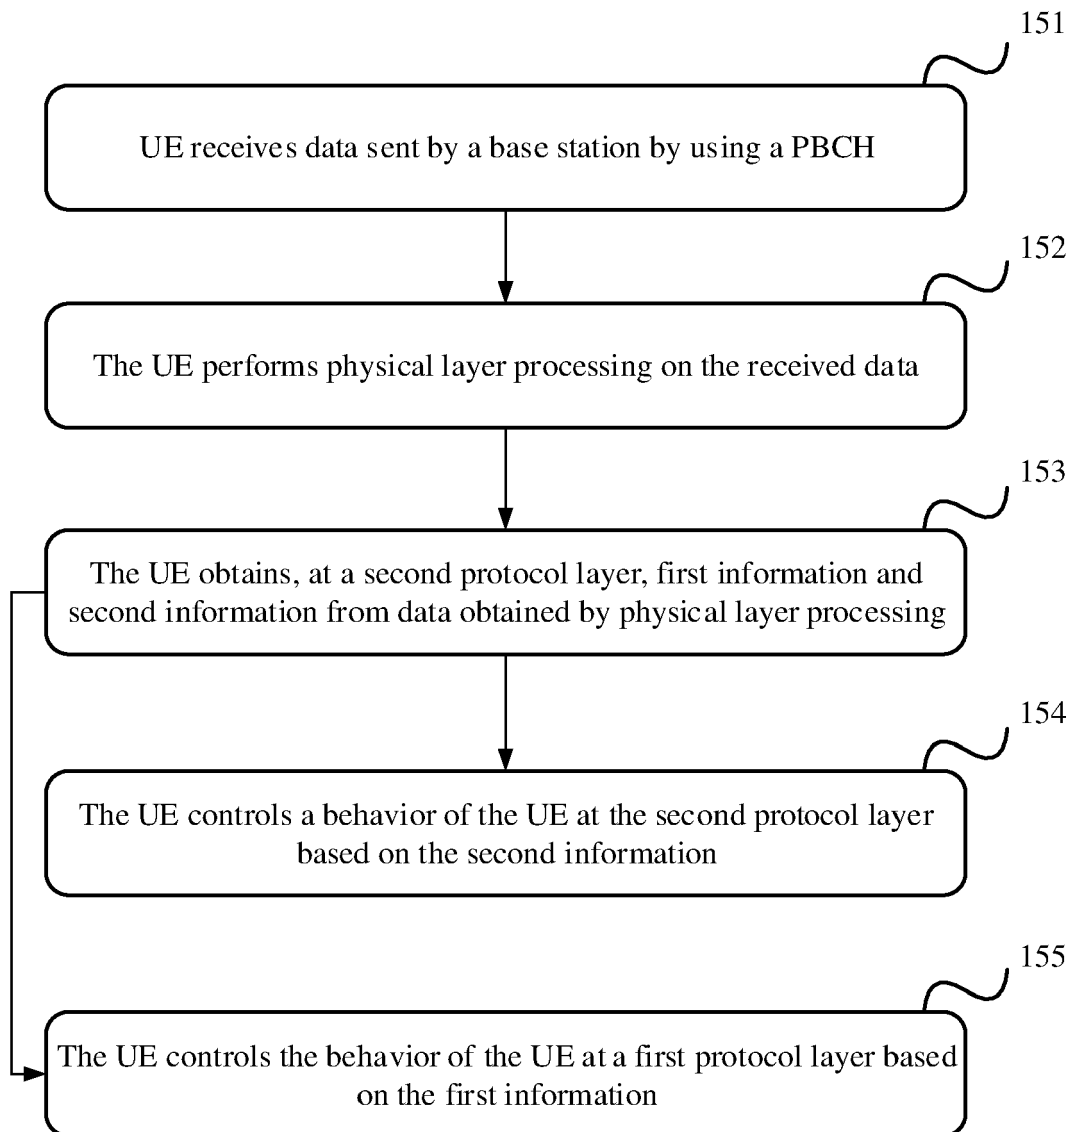 151
UE receives data sent by a base station by using a PBCH
152
The UE performs physical layer processing on the received data
153
The UE obtains, at a second protocol layer, first information and
second information from data obtained by physical layer processing
154
The UE controls a behavior of the UE at the second protocol layer
based on the second information
155
The UE controls the behavior of the UE at a first protocol layer based
on the first information